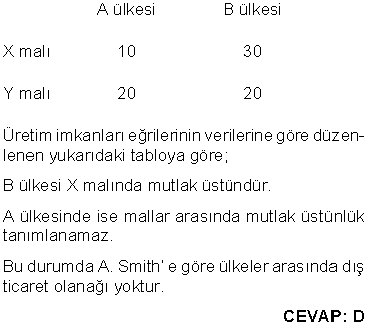 A ülkesi B ülkesi
X malı 10 30
Y malı 20 20
Üretim imkanları eğrilerinin verilerine göre düzen-
lenen yukarıdaki tabloya göre;
B ülkesi X malında mutlak üstündür.
A ülkesinde ise mallar arasında mutlak üstünlük
tanımlanamaz.
Bu durumda A. Smith' e göre ülkeler arasında dış
ticaret olanağı yoktur.
CEVAP: D